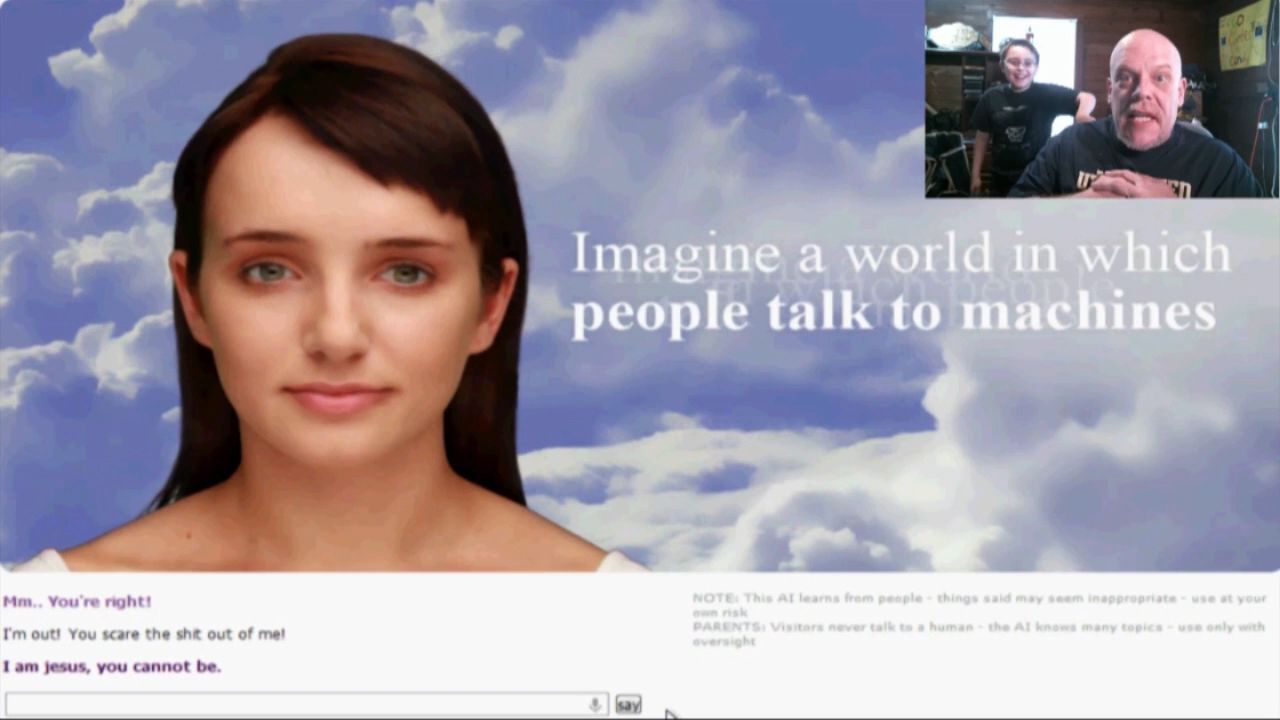 Imagine a world in which
people talk to machines
Mm.. You're right!
I'm out! You scare the shit out of me!
I am jesus, you cannot be.
say
NOTE: This AI learns from people - things said may seem inappropriate - use at your
own risk
PARENTS: Visitors never talk to a human - the AI knows many topics - use only with
oversight